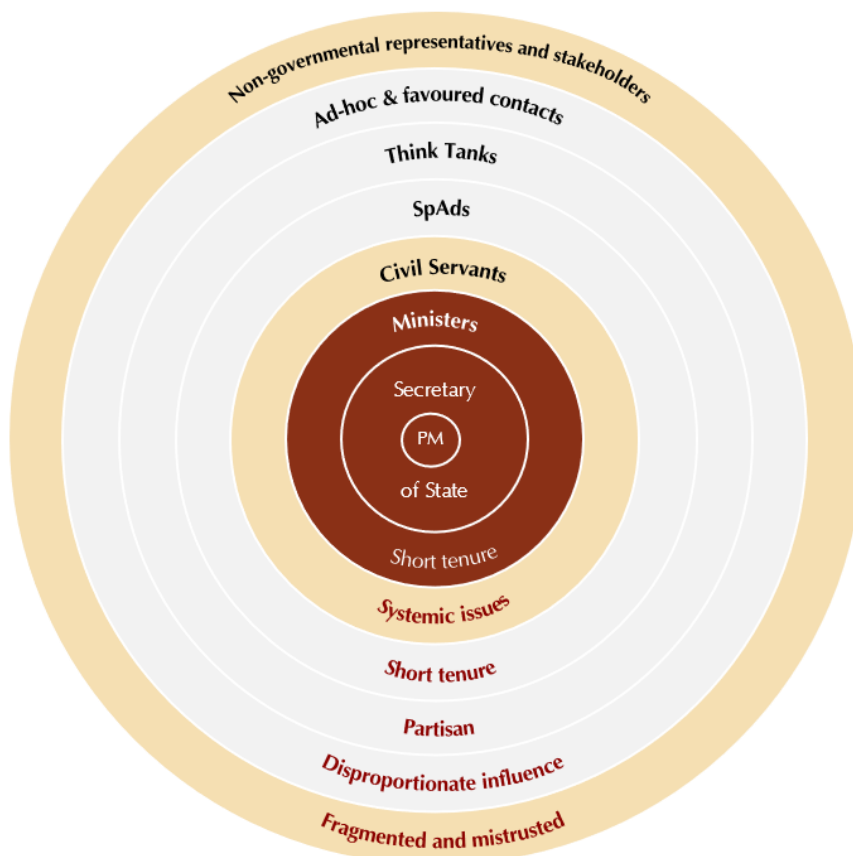 Non-governmental representatives and stakeholders
Ad-hoc & favoured contacts
Think Tanks
SpAds
Civil Servants
Ministers
Secretary
PM
of State
Short tenure
Systemic issues
Short tenure
Partisan
Disproportionate influence
Fragmented and mistrusted